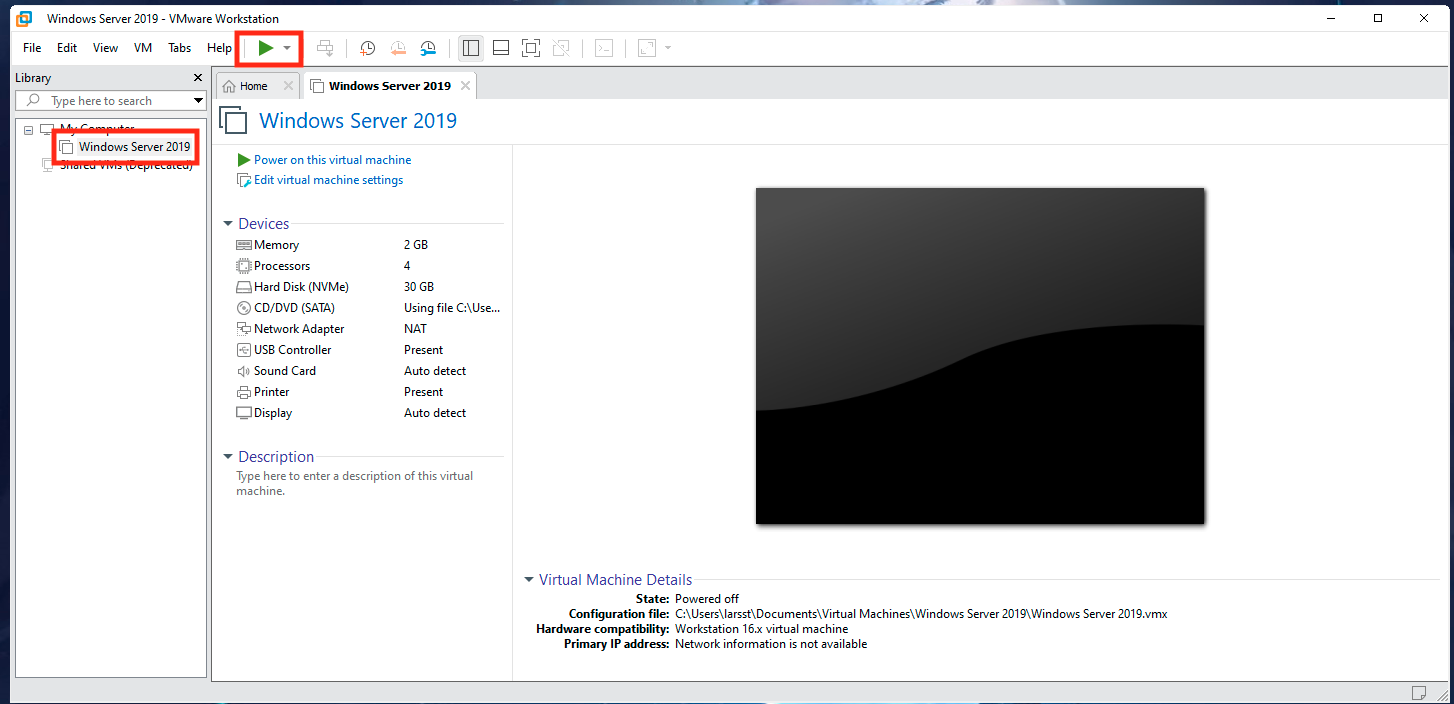 Windows Server 2019 - VMware Workstation
File Edit View VM Tabs Help
Library
Type here to search
My Computer
Windows Server 2019
Shared VMs (Deprecated)
Home
Windows Server 2019
Windows Server 2019
Power on this virtual machine
Edit virtual machine settings
Devices
Memory 2 GB
Processors 4
Hard Disk (NVMe) 30 GB
CD/DVD (SATA) Using file C:\Use...
Network Adapter NAT
USB Controller Present
Sound Card Auto detect
Printer Present
Display Auto detect
Description
Type here to enter a description of this virtual
machine.
Virtual Machine Details
State: Powered off
Configuration file: C:\Users\larsst\Documents\Virtual Machines\Windows Server 2019\Windows Server 2019.vmx
Hardware compatibility: Workstation 16.x virtual machine
Primary IP address: Network information is not available